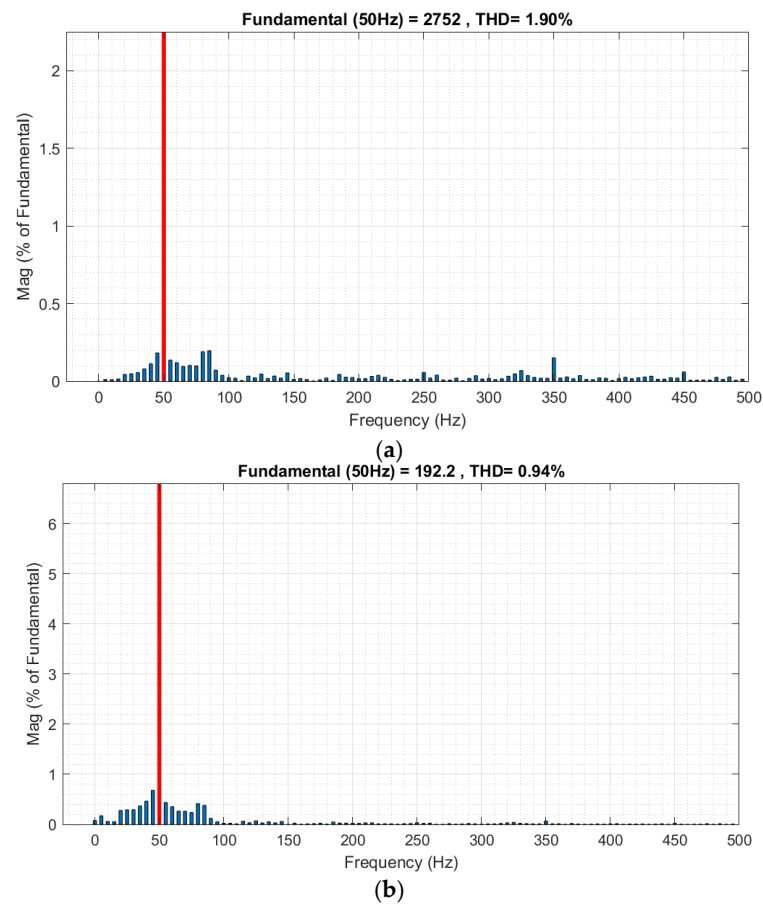 Fundamental (50Hz) = 2752 , THD= 1.90%
2
1.5
1
0.5
0
Mag (% of Fundamental)
0 50 100 150 200 250 300 350 400 450 500
Frequency (Hz)
(a)
Fundamental (50Hz) = 192.2 , THD= 0.94%
6
5
4
3
2
1
0
Mag (% of Fundamental)
0 50 100 150 200 250 300 350 400 450 500
Frequency (Hz)
(b)